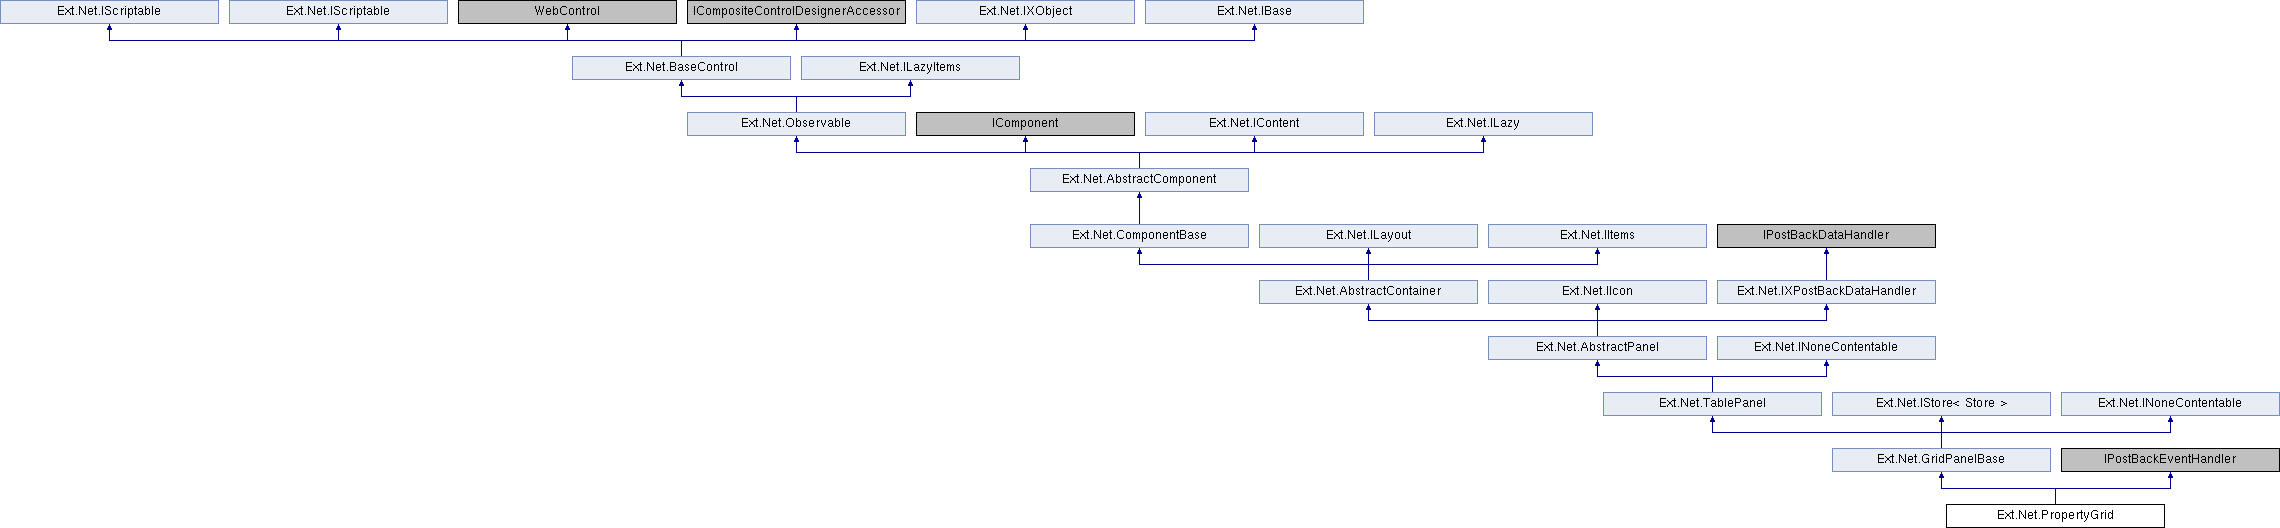 Ext.Net.IScriptable
Ext.Net.IScriptable
WebControl
ICompositeControlDesignerAccessor
Ext.Net.IXObject
Ext.Net.IBase
Ext.Net.BaseControl
Ext.Net.ILazyItems
Ext.Net.Observable
IComponent
Ext.Net.IContent
Ext.Net.ILazy
Ext.Net.AbstractComponent
Ext.Net.ComponentBase
Ext.Net.ILayout
Ext.Net.IItems
IPostBackDataHandler
Ext.Net.AbstractContainer
Ext.Net.IIcon
Ext.Net.IXPostBackDataHandler
Ext.Net.AbstractPanel
Ext.Net.INoneContentable
Ext.Net.TablePanel
Ext.Net.IStore< Store >
Ext.Net.INoneContentable
Ext.Net.GridPanelBase
IPostBackEventHandler
Ext.Net.PropertyGrid